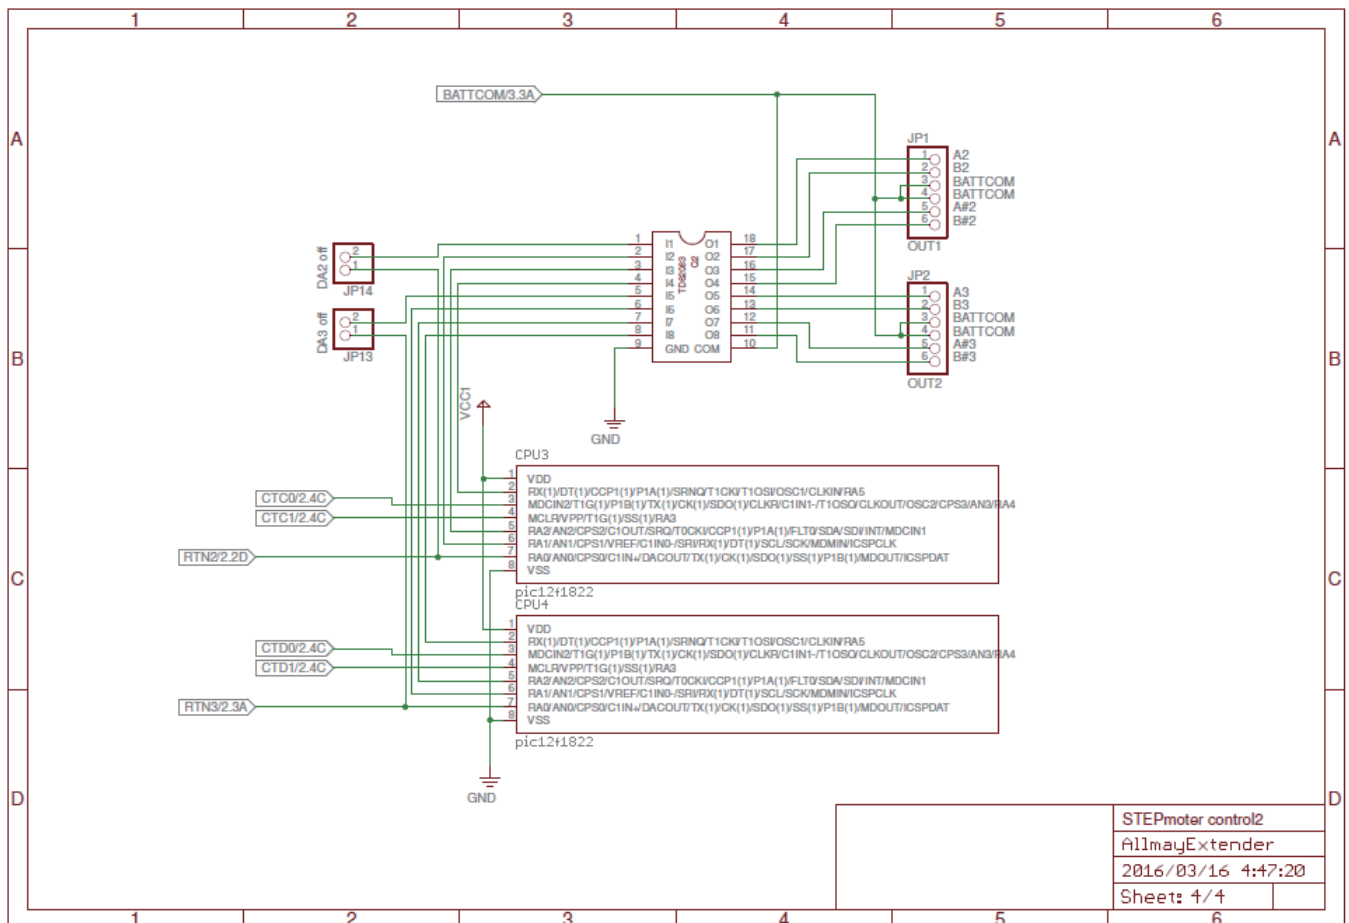 1 2 3 4 5 6
A A
BATTCOM/3.3A
JP1
1 A2
2 B2
3 BATTCOM
4 BATTCOM
5 A#2
6 B#2
OUT1
DA2 off
2
1
JP14
DA3 off
2
1
JP13
1 I1 O1 18
2 I2 O2 17
3 I3 O3 16
4 I4 O4 15
5 I5 O5 14
6 I6 O6 13
7 I7 O7 12
8 I8 O8 11
9 GND COM 10
TD62083
Q2
JP2
1 A3
2 B3
3 BATTCOM
4 BATTCOM
5 A#3
6 B#3
OUT2
B B
VCC1
GND
CPU3
1 VDD
2 RX(1)/DT(1)/CCP1(1)/P1A(1)/SRNQ/T1CKI/T1OSI/OSC1/CLKIN/RA5
3 MDCIN2/T1G(1)/P1B(1)/TX(1)/CK(1)/SDO(1)/CLKR/C1IN1-/T1OSO/CLKOUT/OSC2/CPS3/AN3/RA4
4 MCLR/VPP/T1G(1)/SS(1)/RA3
5 RA2/AN2/CPS2/C1OUT/SRQ/T0CKI/CCP1(1)/P1A(1)/FLT0/SDA/SDI/INT/MDCIN1
6 RA1/AN1/CPS1/VREF/C1IN0-/SRI/RX(1)/DT(1)/SCL/SCK/MDMIN/ICSPCLK
7 RA0/AN0/CPS0/C1IN+/DACOUT/TX(1)/CK(1)/SDO(1)/SS(1)/P1B(1)/MDOUT/ICSPDAT
8 VSS
pic12f1822
CTC0/2.4C
CTC1/2.4C
RTN2/2.2D
C C
CPU4
1 VDD
2 RX(1)/DT(1)/CCP1(1)/P1A(1)/SRNQ/T1CKI/T1OSI/OSC1/CLKIN/RA5
3 MDCIN2/T1G(1)/P1B(1)/TX(1)/CK(1)/SDO(1)/CLKR/C1IN1-/T1OSO/CLKOUT/OSC2/CPS3/AN3/RA4
4 MCLR/VPP/T1G(1)/SS(1)/RA3
5 RA2/AN2/CPS2/C1OUT/SRQ/T0CKI/CCP1(1)/P1A(1)/FLT0/SDA/SDI/INT/MDCIN1
6 RA1/AN1/CPS1/VREF/C1IN0-/SRI/RX(1)/DT(1)/SCL/SCK/MDMIN/ICSPCLK
7 RA0/AN0/CPS0/C1IN+/DACOUT/TX(1)/CK(1)/SDO(1)/SS(1)/P1B(1)/MDOUT/ICSPDAT
8 VSS
pic12f1822
CTD0/2.4C
CTD1/2.4C
RTN3/2.3A
GND
D D
STEPmoter control2
AllmayExtender
2016/03/16 4:47:20
Sheet: 4/4
1 2 3 4 5 6